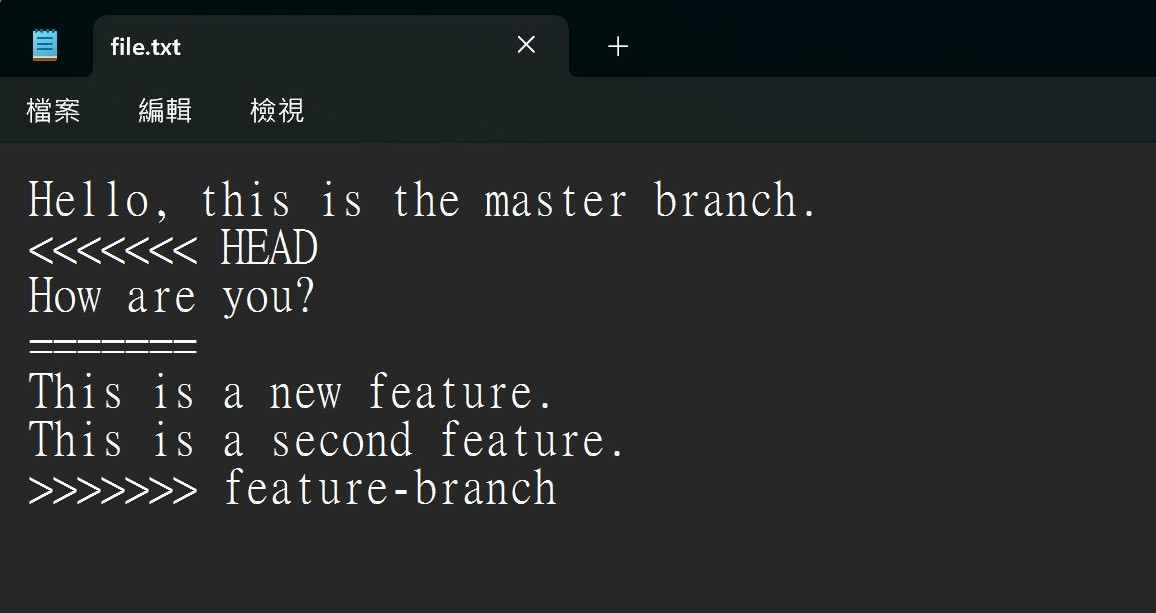 file.txt
檔案 編輯 檢視
Hello, this is the master branch.
<<<<<<< HEAD
How are you?
=======
This is a new feature.
This is a second feature.
>>>>>>> feature-branch